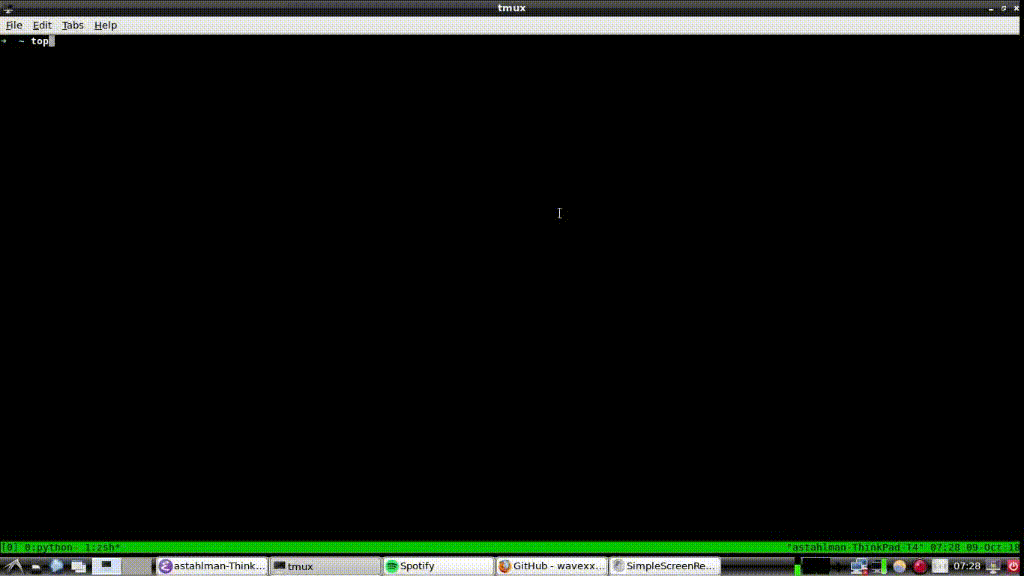 tmux
File Edit Tabs Help
➜ ~ top
[0] 0:python- 1:zsh* "astahlman-ThinkPad-T4" 07:28 09-Oct-18
astahlman-Think... tmux Spotify GitHub - wavexx... SimpleScreenRe... 07:28